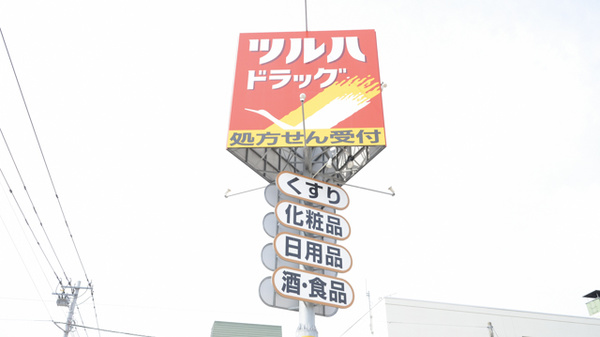 ツルハ
ドラッグ
処方せん受付
くすり
化粧品
日用品
酒・食品